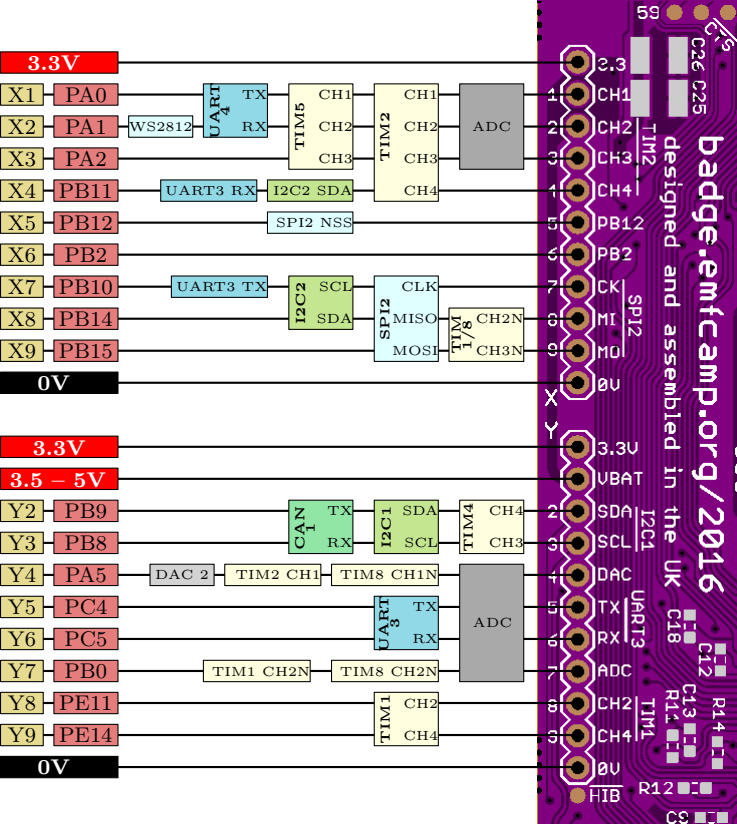 59 CTS
3.3V 3.3 C26
X1 PA0 UART 4 TX TIM5 CH1 TIM2 CH1 ADC 1 CH1 C25
X2 PA1 WS2812 RX CH2 CH2 2 CH2 TIM2
X3 PA2 CH3 CH3 3 CH3
X4 PB11 UART3 RX I2C2 SDA CH4 4 CH4
X5 PB12 SPI2 NSS 5 PB12
X6 PB2 6 PB2
X7 PB10 UART3 TX I2C2 SCL SPI2 CLK 7 CK SPI2
X8 PB14 SDA MISO TIM 1/8 CH2N 8 MI
X9 PB15 MOSI CH3N 9 MO
0V 0V
X
Y
3.3V 3.3V
3.5 – 5V VBAT
Y2 PB9 CAN 1 TX I2C1 SDA TIM4 CH4 2 SDA I2C1
Y3 PB8 RX SCL CH3 3 SCL
Y4 PA5 DAC 2 TIM2 CH1 TIM8 CH1N ADC 4 DAC
Y5 PC4 UART 3 TX 5 TX UART3
Y6 PC5 RX 6 RX
Y7 PB0 TIM1 CH2N TIM8 CH2N 7 ADC
Y8 PE11 TIM1 CH2 8 CH2 TIM1
Y9 PE14 CH4 9 CH4
0V 0V
HIB
designed and assembled in the UK
badge.emfcamp.org/2016
C18
C12
R11
C13
R14
R12
C9